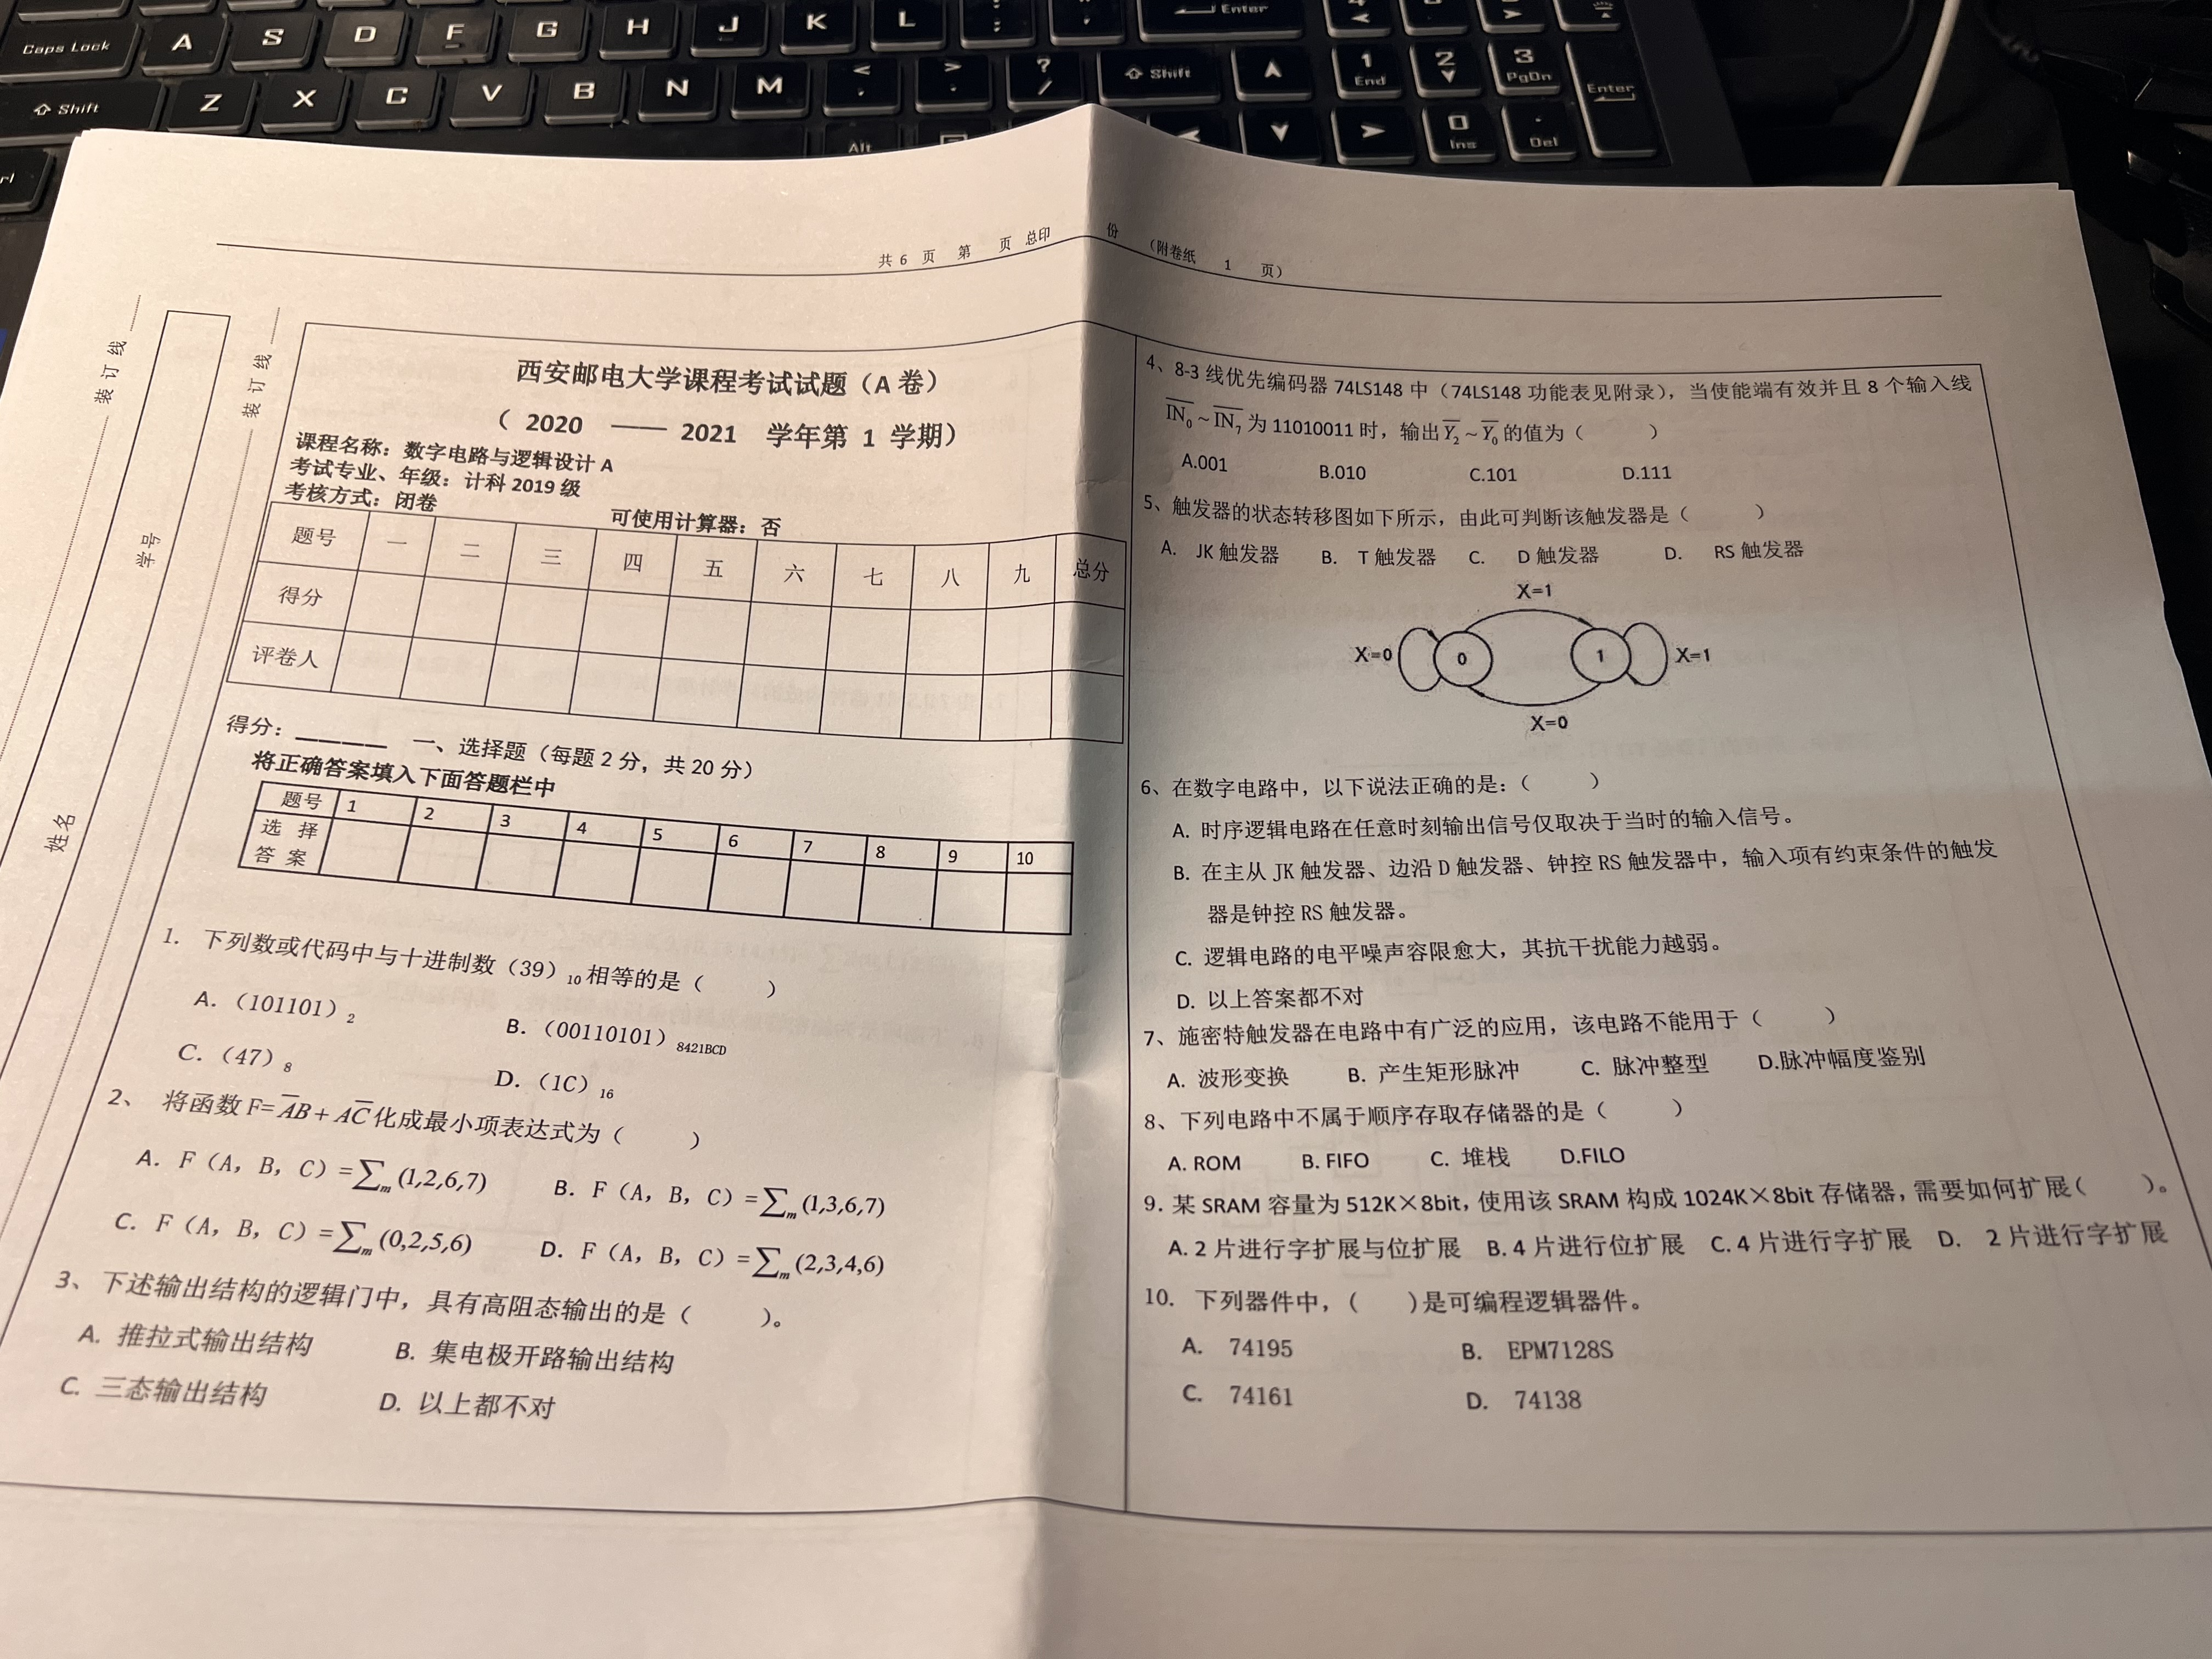 Caps Lock A S D F G H J K L : ; " ' Enter 4
Shift Z X C V B N M < , > . ? / Shift 1 End 2 3 PgDn Enter
Alt 0 Ins . Del
共 6 页 第 页 总印 份 （附卷纸 1 页）
装 订 线
装 订 线
学号
姓名
西安邮电大学课程考试试题（A 卷）
（ 2020 —— 2021 学年第 1 学期）
课程名称：数字电路与逻辑设计 A
考试专业、年级：计科 2019 级
考核方式：闭卷 可使用计算器：否
题号 一 二 三 四 五 六 七 八 九 总分
得分
评卷人
得分：＿＿＿＿ 一、选择题（每题 2 分，共 20 分）
将正确答案填入下面答题栏中
题号 1 2 3 4 5 6 7 8 9 10
选 择
答 案
1. 下列数或代码中与十进制数（39）₁₀ 相等的是（ ）
A.（101101）₂ B.（00110101）8421BCD
C.（47）₈ D.（1C）₁₆
2、 将函数 F=A̅B + AC̅ 化成最小项表达式为（ ）
A. F（A，B，C）=∑m (1,2,6,7) B. F（A，B，C）=∑m (1,3,6,7)
C. F（A，B，C）=∑m (0,2,5,6) D. F（A，B，C）=∑m (2,3,4,6)
3、下述输出结构的逻辑门中，具有高阻态输出的是（ ）。
A. 推拉式输出结构 B. 集电极开路输出结构
C. 三态输出结构 D. 以上都不对
4、8-3 线优先编码器 74LS148 中（74LS148 功能表见附录），当使能端有效并且 8 个输入线
I̅N̅₀ ~ I̅N̅₇ 为 11010011 时，输出 Y̅₂ ~ Y̅₀ 的值为（ ）
A.001 B.010 C.101 D.111
5、触发器的状态转移图如下所示，由此可判断该触发器是（ ）
A. JK 触发器 B. T 触发器 C. D 触发器 D. RS 触发器
X=1
X=0 0 1 X=1
X=0
6、在数字电路中，以下说法正确的是：（ ）
A. 时序逻辑电路在任意时刻输出信号仅取决于当时的输入信号。
B. 在主从 JK 触发器、边沿 D 触发器、钟控 RS 触发器中，输入项有约束条件的触发
器是钟控 RS 触发器。
C. 逻辑电路的电平噪声容限愈大，其抗干扰能力越弱。
D. 以上答案都不对
7、施密特触发器在电路中有广泛的应用，该电路不能用于（ ）
A. 波形变换 B. 产生矩形脉冲 C. 脉冲整型 D.脉冲幅度鉴别
8、下列电路中不属于顺序存取存储器的是（ ）
A. ROM B. FIFO C. 堆栈 D.FILO
9. 某 SRAM 容量为 512K×8bit，使用该 SRAM 构成 1024K×8bit 存储器，需要如何扩展（ ）。
A. 2 片进行字扩展与位扩展 B. 4 片进行位扩展 C. 4 片进行字扩展 D. 2 片进行字扩展
10. 下列器件中，（ ）是可编程逻辑器件。
A. 74195 B. EPM7128S
C. 74161 D. 74138